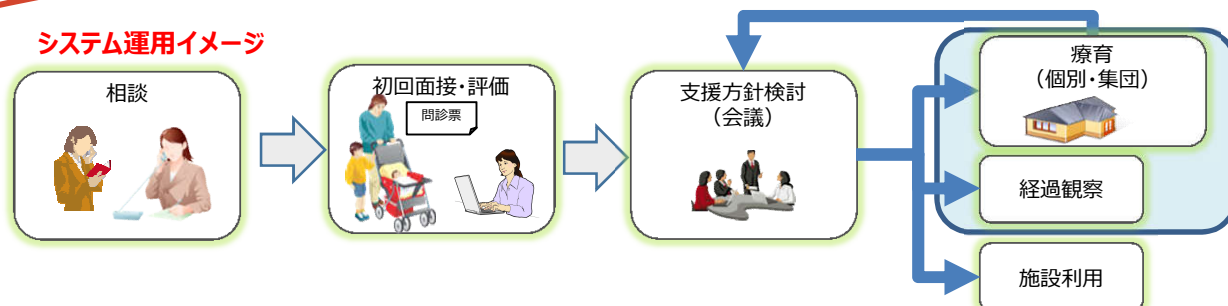 システム運用イメージ
相談
初回面接・評価
問診票
支援方針検討
（会議）
療育
（個別・集団）
経過観察
施設利用